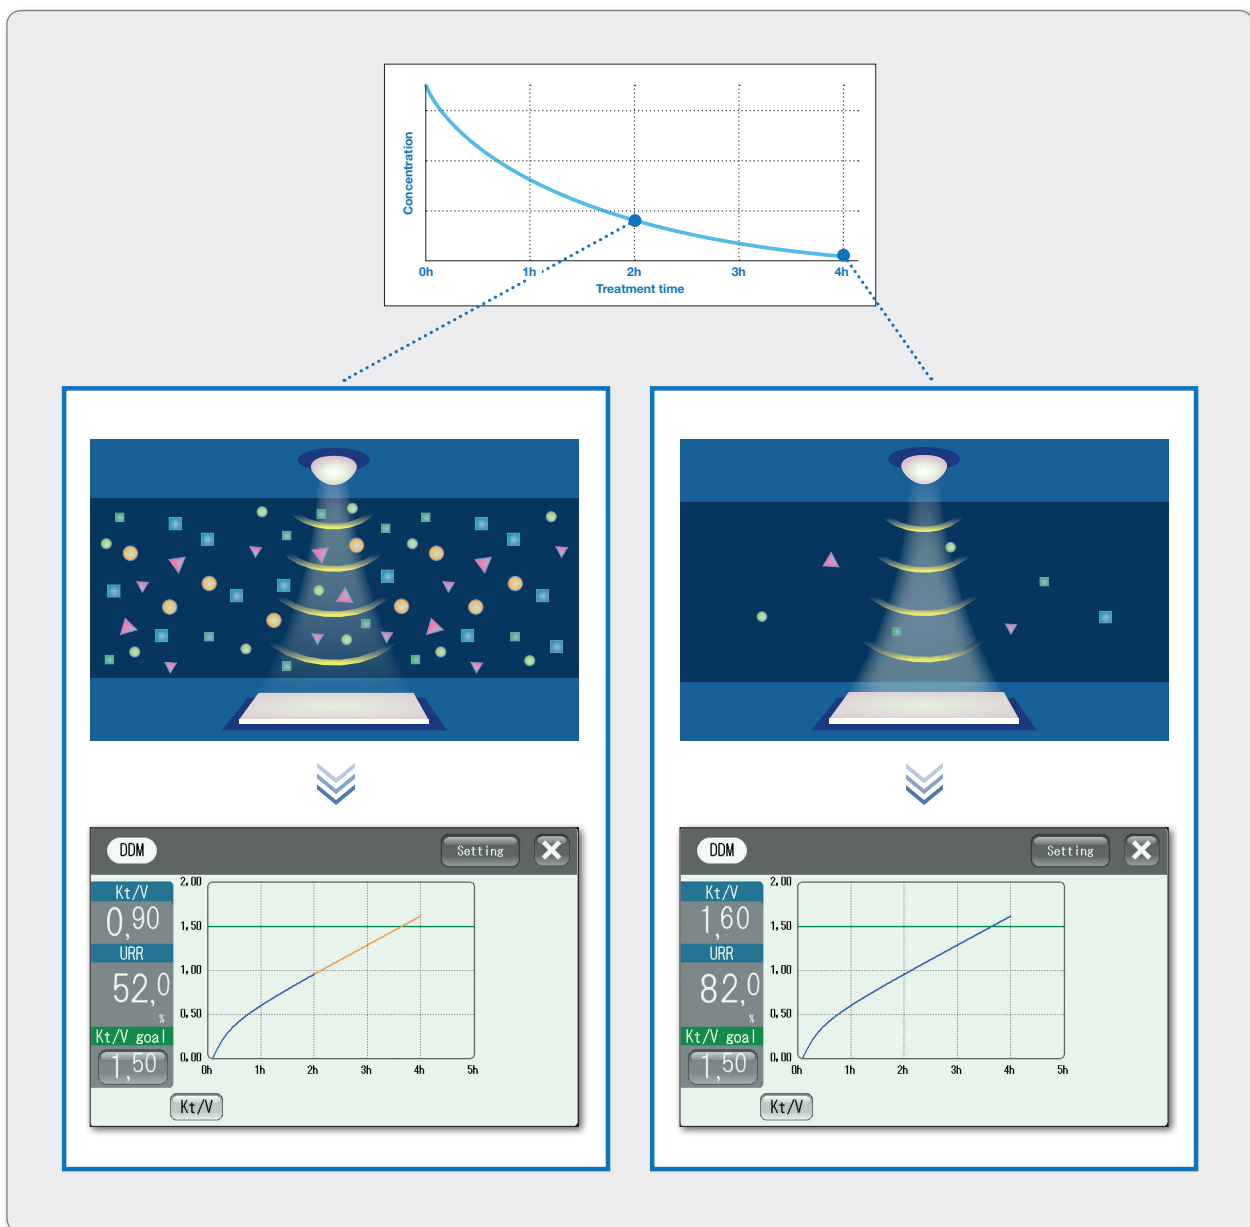 Concentration
0h 1h 2h 3h 4h
Treatment time
DDM Setting
Kt/V
0,90
URR
52,0
%
Kt/V goal
1,50
2,00
1,50
1,00
0,50
0,00
0h 1h 2h 3h 4h 5h
Kt/V
DDM Setting
Kt/V
1,60
URR
82,0
%
Kt/V goal
1,50
2,00
1,50
1,00
0,50
0,00
0h 1h 2h 3h 4h 5h
Kt/V